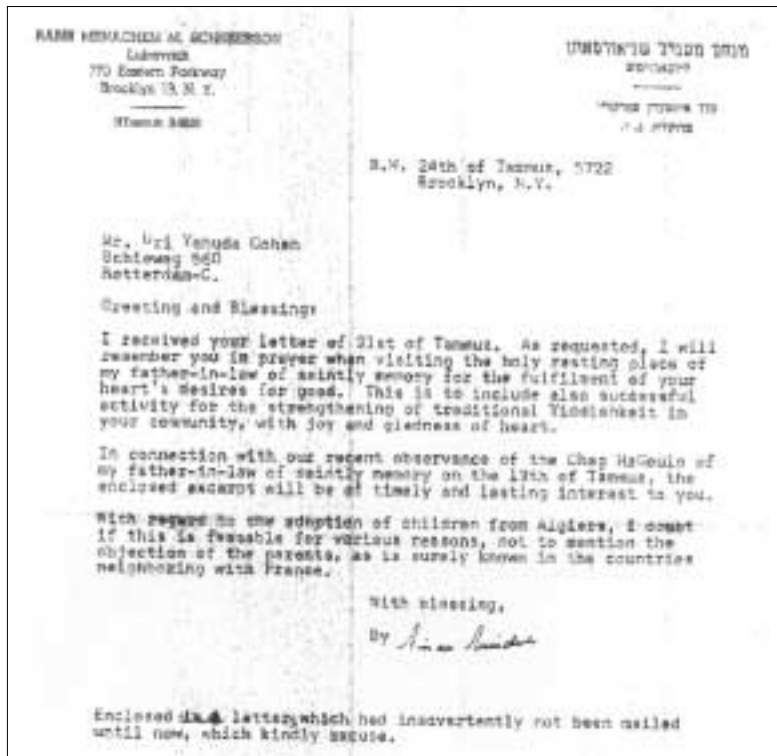 RABBI MENACHEM M. SCHNEERSON
Lubavitch
770 Eastern Parkway
Brooklyn 13, N. Y.
מנחם מענדל שניאורסאהן
ליובאוויטש
B.H. 24th of Tammuz, 5722
Brooklyn, N.Y.
Mr. Uri Yehuda Cohen
Schieweg 560
Rotterdam-C.
Greeting and Blessing:
I received your letter of 21st of Tammuz. As requested, I will
remember you in prayer when visiting the holy resting place of
my father-in-law of saintly memory for the fulfilment of your
heart's desires for good. This is to include also successful
activity for the strengthening of traditional Yiddishkeit in
your community, with joy and gladness of heart.
In connection with our recent observance of the Chag HaGeulo of
my father-in-law of saintly memory on the 12th of Tammuz, the
enclosed excerpt will be of timely and lasting interest to you.
With regard to the adoption of children from Algiers, I doubt
if this is feasable for various reasons, not to mention the
objection of the parents, as is surely known in the countries
neighboring with France.
With blessing,
By
Enclosed is a letter which had inadvertently not been mailed
until now, which kindly excuse.